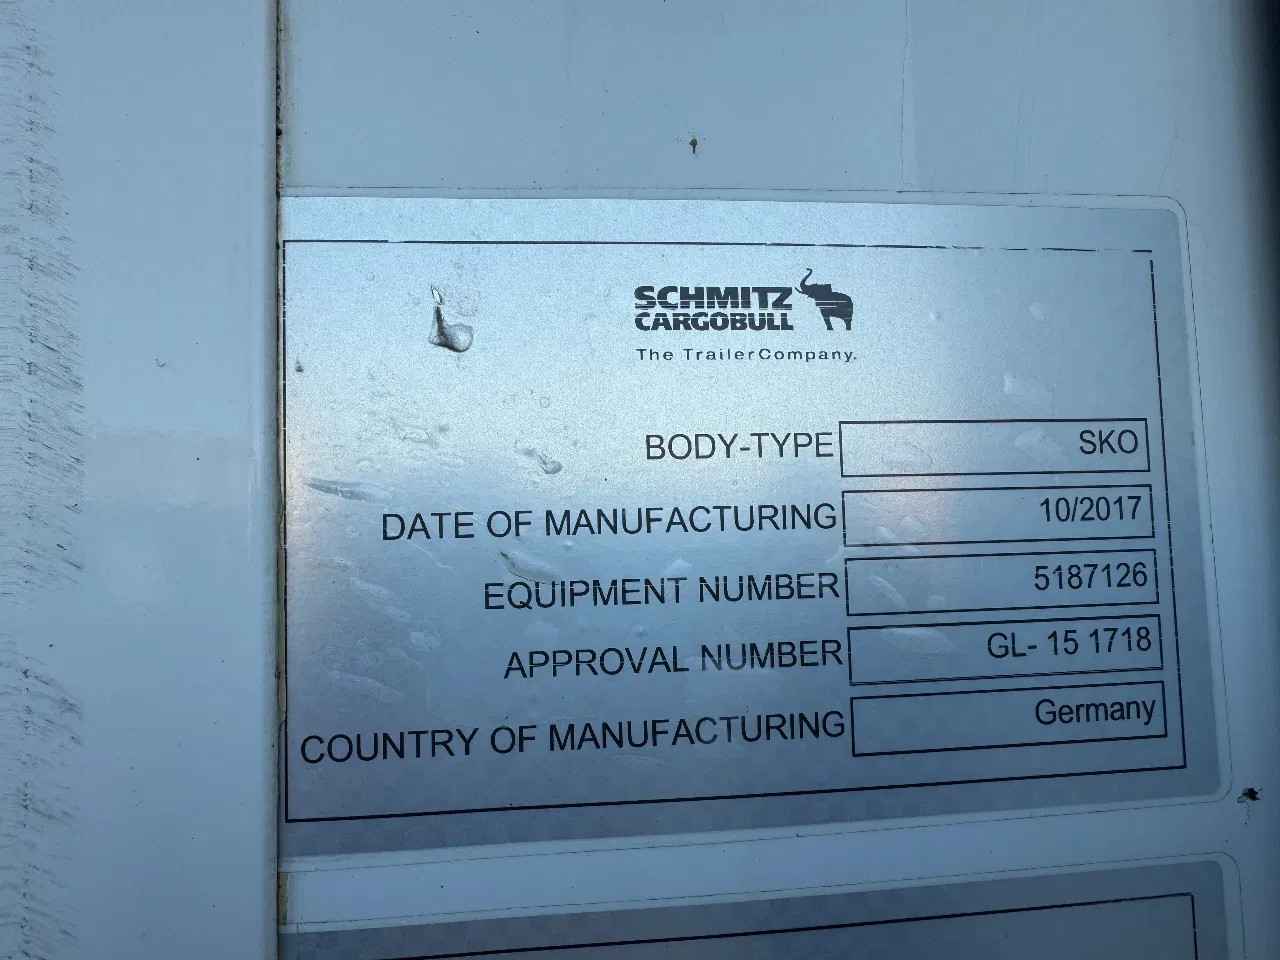 SCHMITZ
CARGOBULL
The TrailerCompany.
BODY-TYPE SKO
DATE OF MANUFACTURING 10/2017
EQUIPMENT NUMBER 5187126
APPROVAL NUMBER GL- 15 1718
COUNTRY OF MANUFACTURING Germany